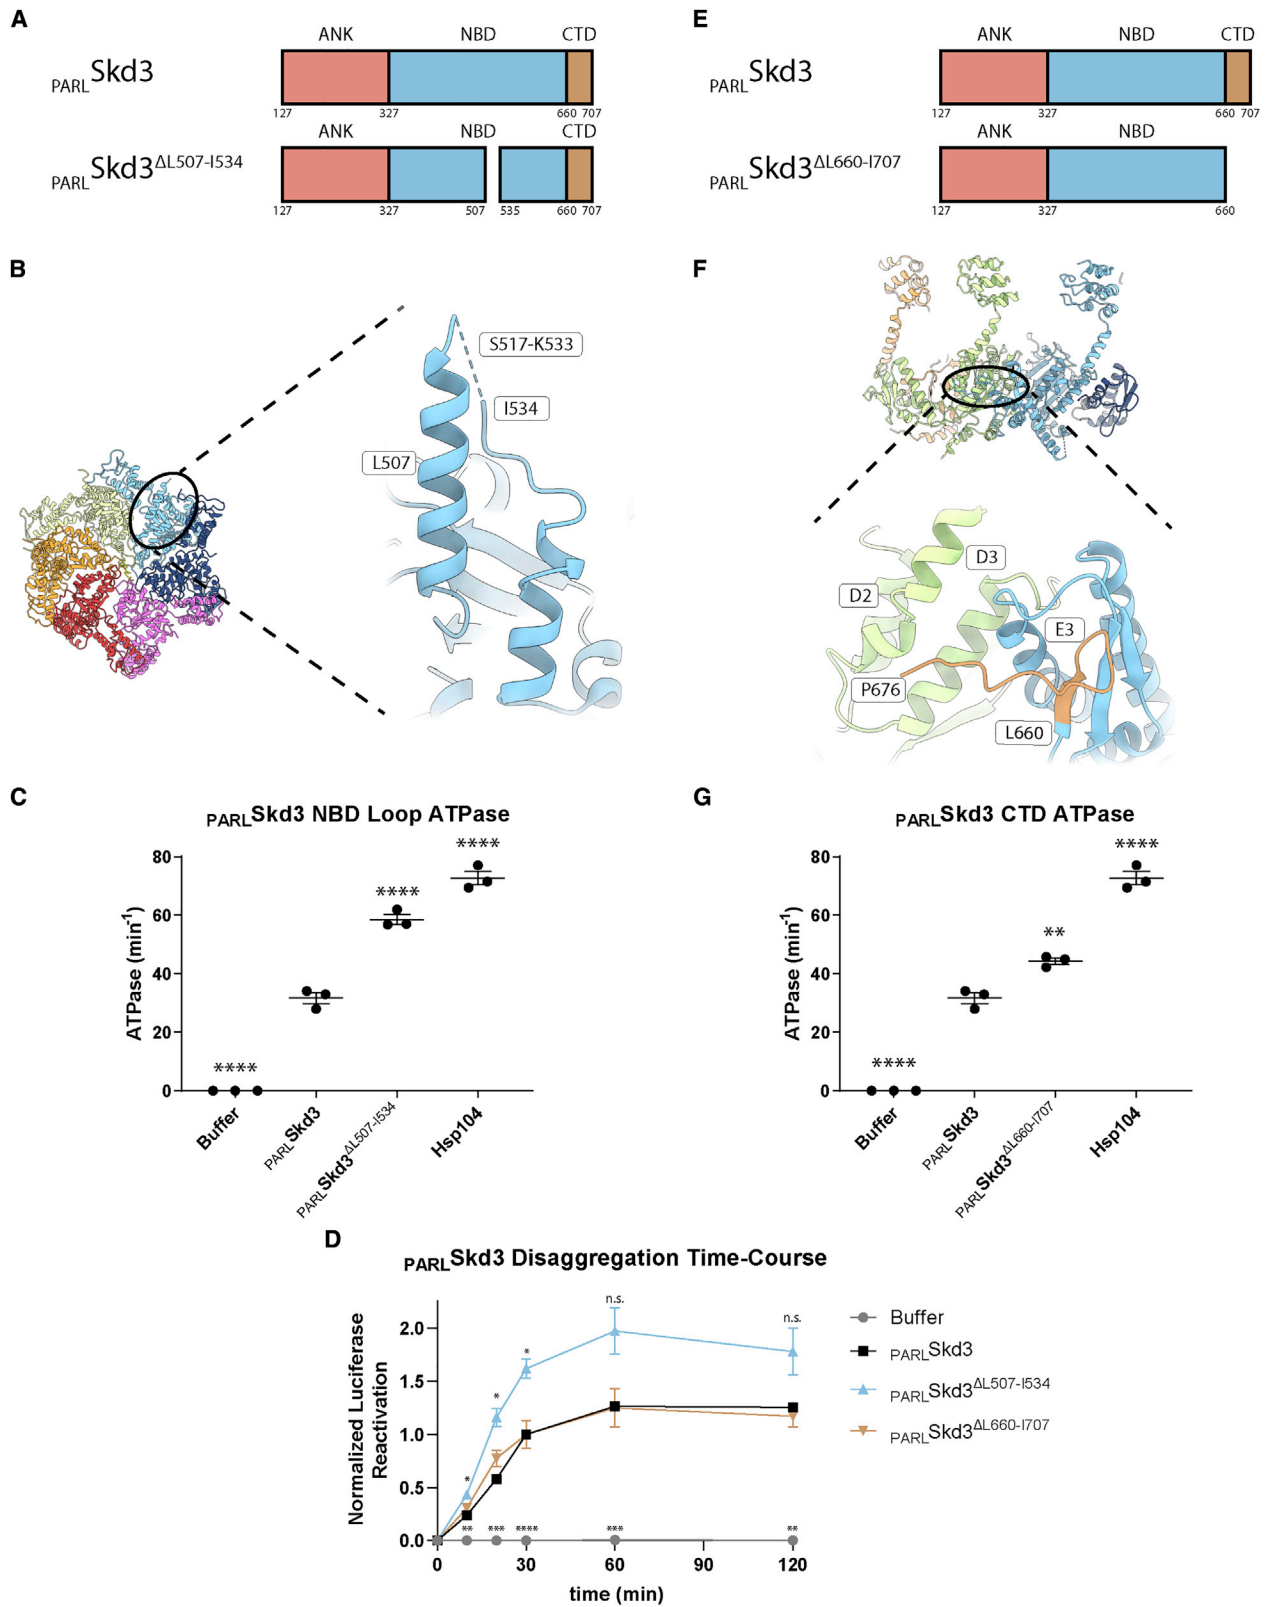 A
ANK NBD CTD
PARLSkd3
127 327 660 707
ANK NBD CTD
PARLSkd3ΔL507-I534
127 327 507 535 660 707
E
ANK NBD CTD
PARLSkd3
127 327 660 707
ANK NBD
PARLSkd3ΔL660-I707
127 327 660
B
S517-K533
I534
L507
F
D3
D2
E3
P676
L660
C
PARLSkd3 NBD Loop ATPase
ATPase (min-1)
80
60
40
20
0
****
****
****
Buffer
PARLSkd3
PARLSkd3ΔL507-I534
Hsp104
G
PARLSkd3 CTD ATPase
ATPase (min-1)
80
60
40
20
0
****
**
****
Buffer
PARLSkd3
PARLSkd3ΔL660-I707
Hsp104
D
PARLSkd3 Disaggregation Time-Course
Normalized Luciferase
Reactivation
2.0
1.5
1.0
0.5
0.0
n.s.
n.s.
*
*
*
** *** **** *** **
0 30 60 90 120
time (min)
Buffer
PARLSkd3
PARLSkd3ΔL507-I534
PARLSkd3ΔL660-I707